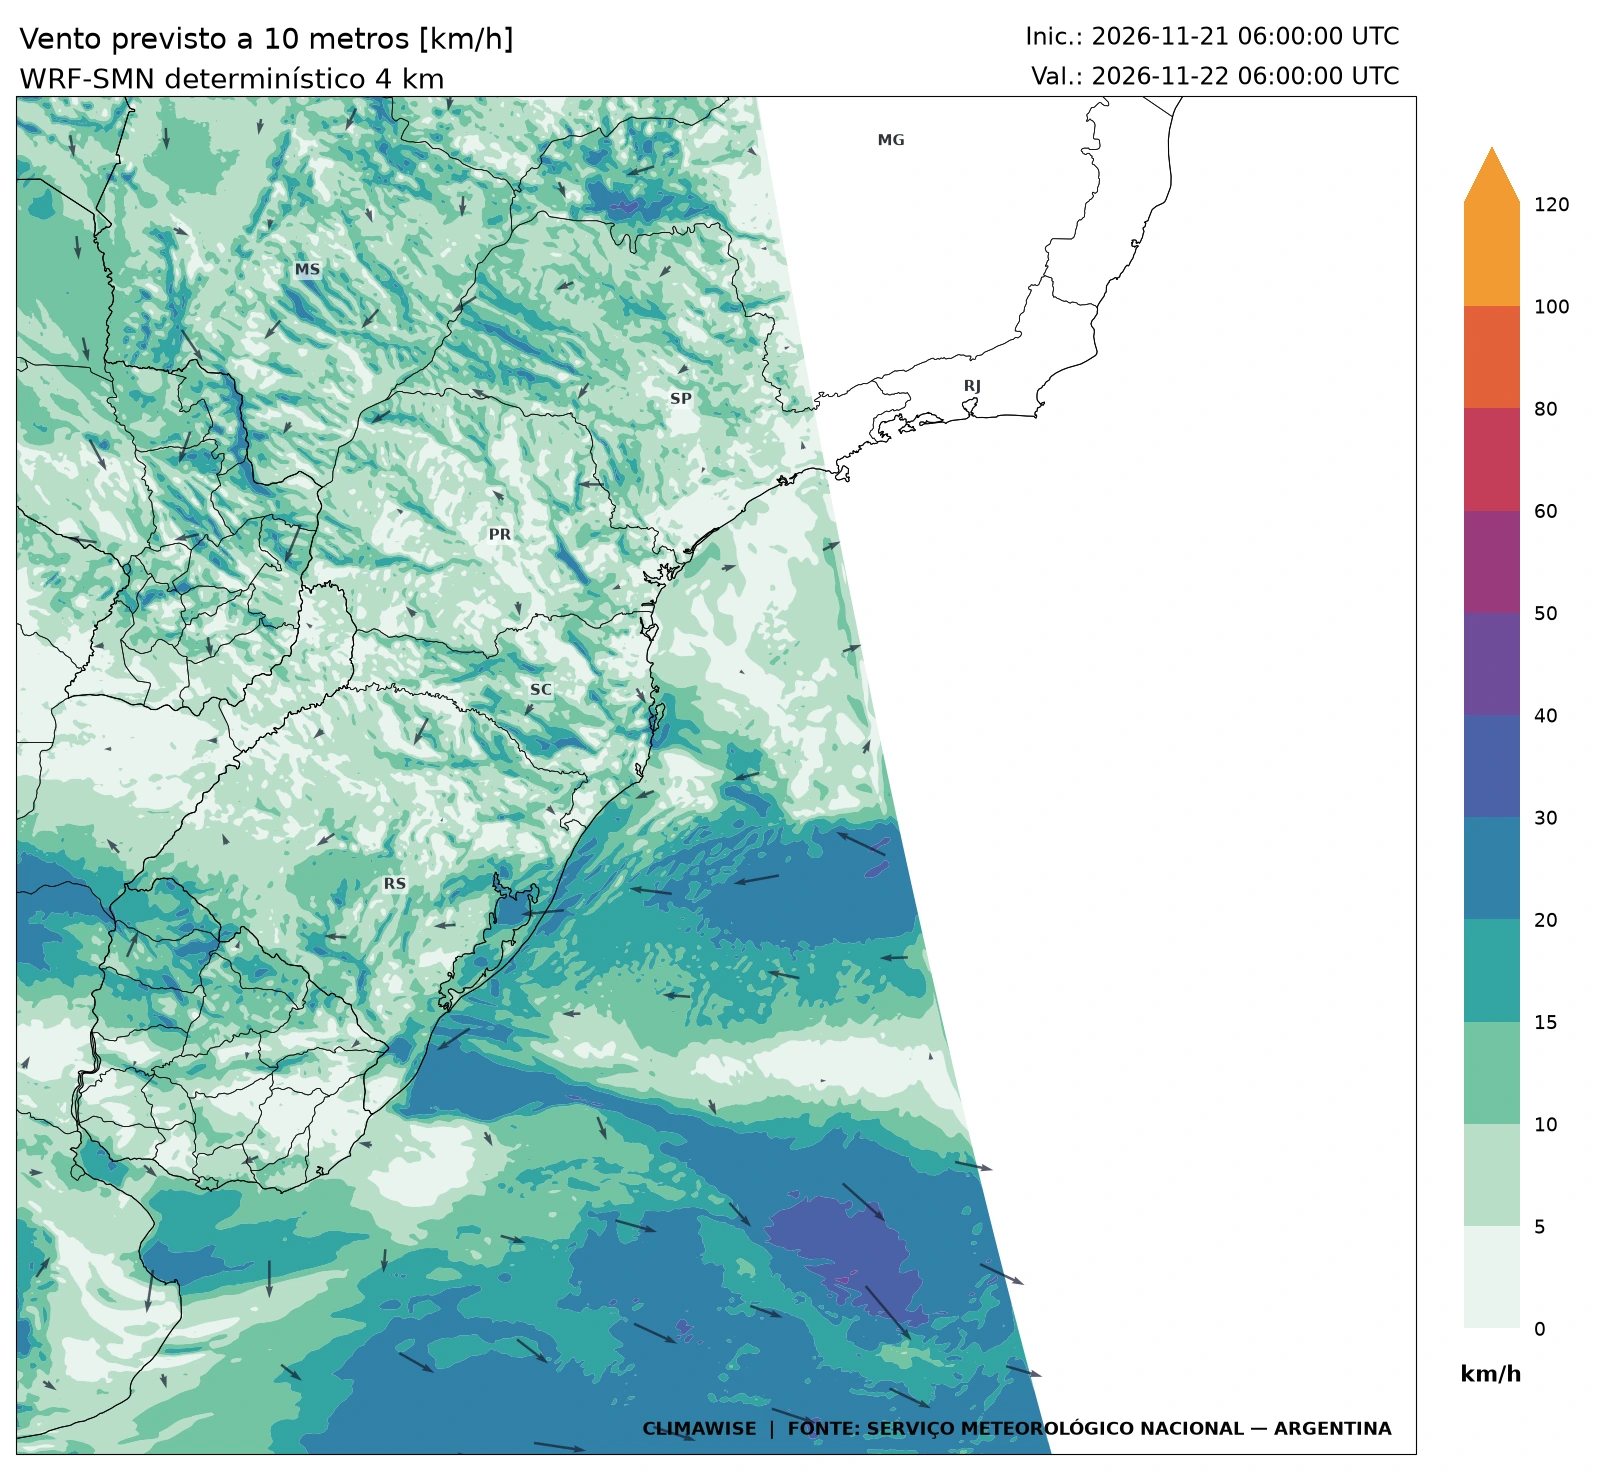 Vento previsto a 10 metros [km/h]
WRF-SMN determinístico 4 km
Inic.: 2026-11-21 06:00:00 UTC
Val.: 2026-11-22 06:00:00 UTC
MG
MS
RJ
SP
PR
SC
RS
120
100
80
60
50
40
30
20
15
10
5
0
km/h
CLIMAWISE | FONTE: SERVIÇO METEOROLÓGICO NACIONAL — ARGENTINA